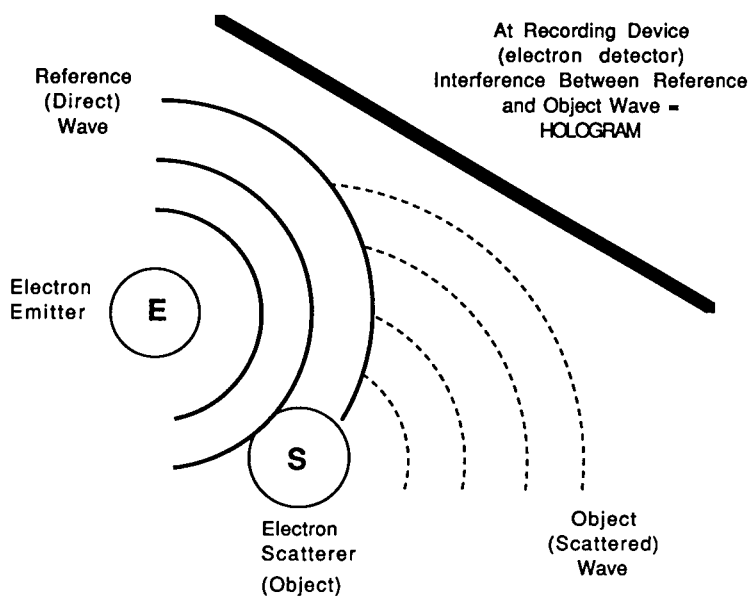 At Recording Device
(electron detector)
Interference Between Reference
and Object Wave =
HOLOGRAM
Reference
(Direct)
Wave
Electron
Emitter
E
S
Electron
Scatterer
(Object)
Object
(Scattered)
Wave